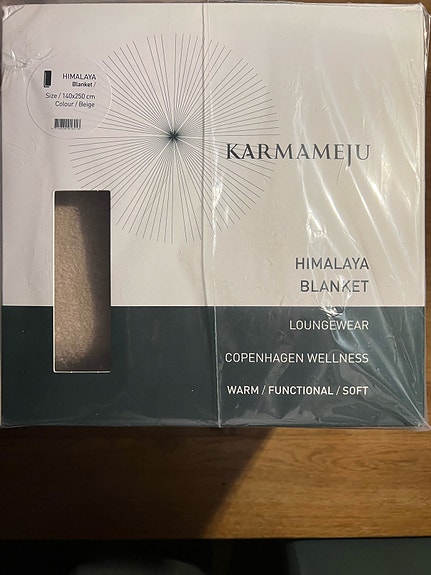 HIMALAYA
Blanket /
Size / 140x250 cm
Colour / Beige
KARMAMEJU
HIMALAYA
BLANKET
LOUNGEWEAR
COPENHAGEN WELLNESS
WARM / FUNCTIONAL / SOFT